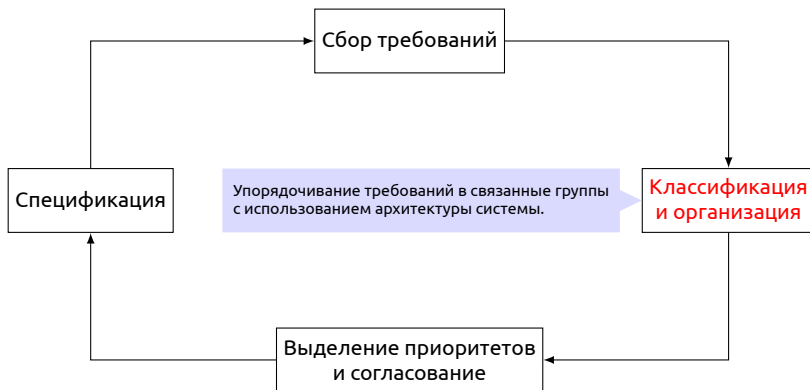 Сбор требований
Спецификация
Упорядочивание требований в связанные группы
с использованием архитектуры системы.
Классификация
и организация
Выделение приоритетов
и согласование